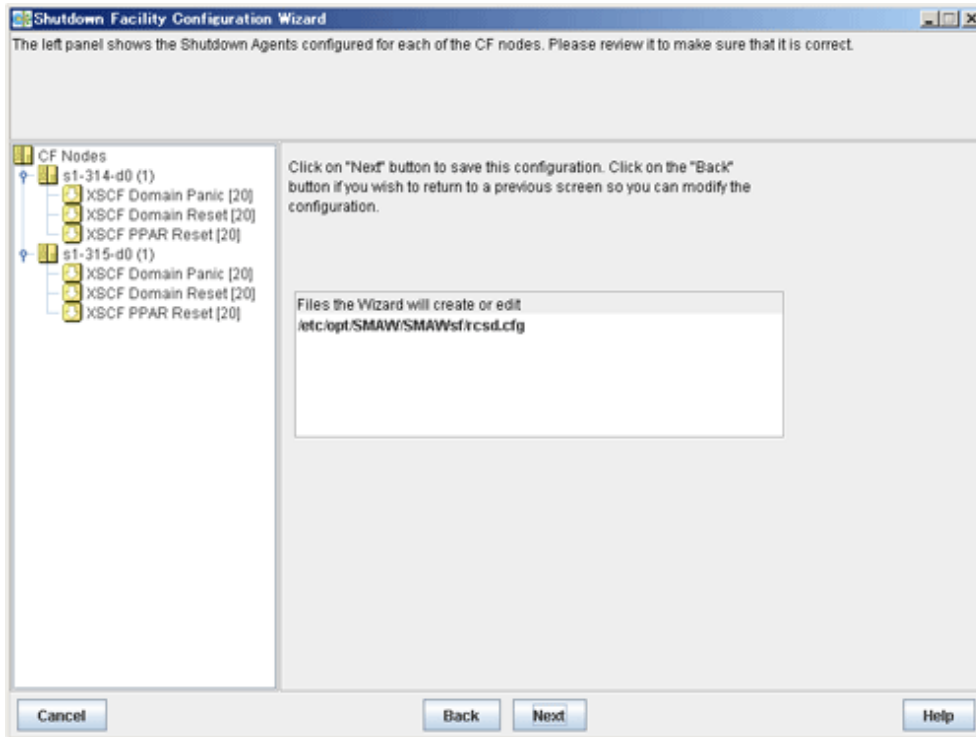 Shutdown Facility Configuration Wizard
The left panel shows the Shutdown Agents configured for each of the CF nodes. Please review it to make sure that it is correct.
CF Nodes
s1-314-d0 (1)
XSCF Domain Panic [20]
XSCF Domain Reset [20]
XSCF PPAR Reset [20]
s1-315-d0 (1)
XSCF Domain Panic [20]
XSCF Domain Reset [20]
XSCF PPAR Reset [20]
Click on "Next" button to save this configuration. Click on the "Back"
button if you wish to return to a previous screen so you can modify the
configuration.
Files the Wizard will create or edit
/etc/opt/SMAW/SMAWsf/rcsd.cfg
Cancel
Back
Next
Help